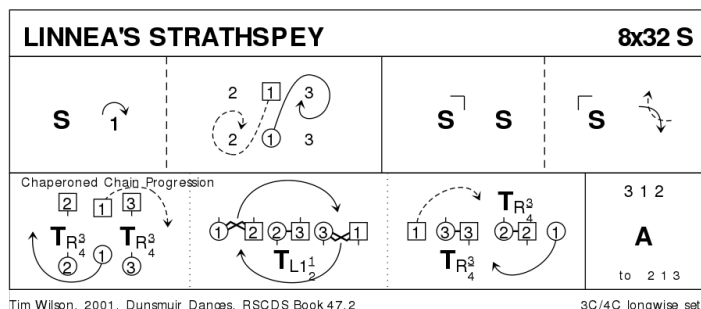 LINNEA'S STRATHSPEY 8x32 S
2 1 3
S 1 S S S
2 1 3
Chaperoned Chain Progression
3 1 2
2 1 3
1 2 2 3 3 1
T R 3/4
1 3 3 2 2 1
T R 3/4 T R 3/4
A
2 1 3
T L1 1/2
T R 3/4
to 2 1 3
Tim Wilson, 2001, Dunsmuir Dances, RSCDS Book 47.2 3C/4C longwise set